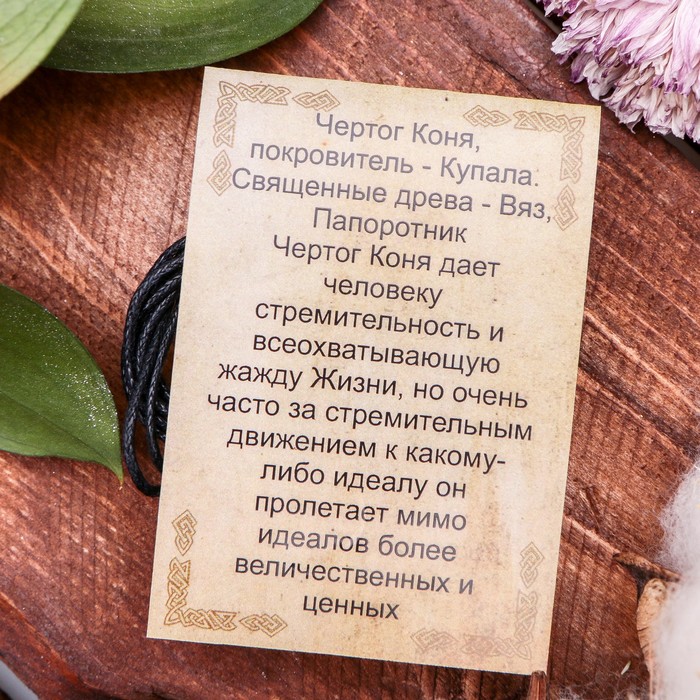 Чертог Коня,
покровитель - Купала.
Священные древа - Вяз,
Папоротник
Чертог Коня дает
человеку
стремительность и
всеохватывающую
жажду Жизни, но очень
часто за стремительным
движением к какому-
либо идеалу он
пролетает мимо
идеалов более
величественных и
ценных